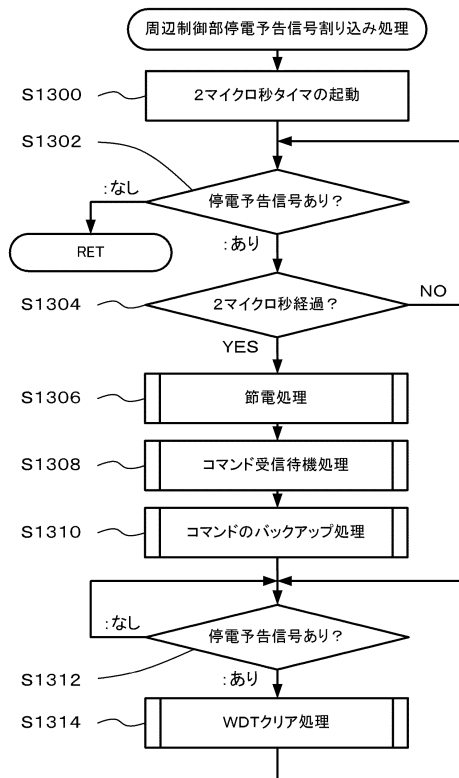 周辺制御部停電予告信号割り込み処理
S1300
2マイクロ秒タイマの起動
S1302
停電予告信号あり？
:なし
RET
:あり
S1304
2マイクロ秒経過？
NO
YES
S1306
節電処理
S1308
コマンド受信待機処理
S1310
コマンドのバックアップ処理
:なし
停電予告信号あり？
S1312
:あり
S1314
WDTクリア処理